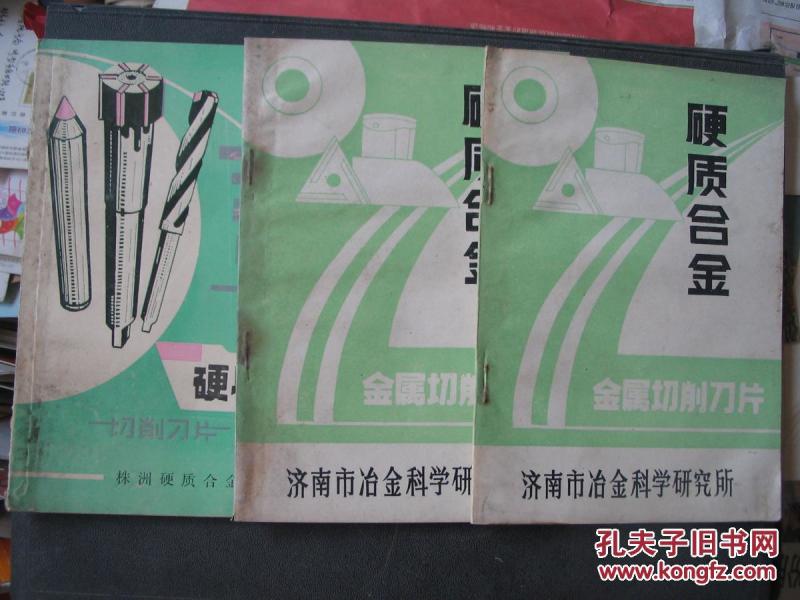 硬
切削刀片
株洲硬质合金
硬质合金
金属切削
济南市冶金科学研
硬质合金
金属切削刀片
济南市冶金科学研究所
孔夫子旧书网
www.kongfz.com